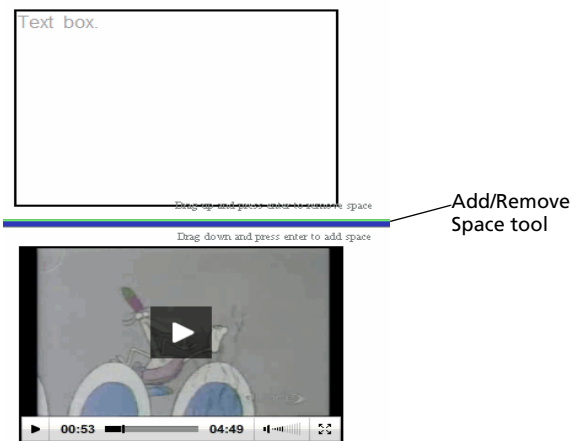 Text box.
Drag up and press enter to remove space
Add/Remove
Space tool
Drag down and press enter to add space
00:53 04:49